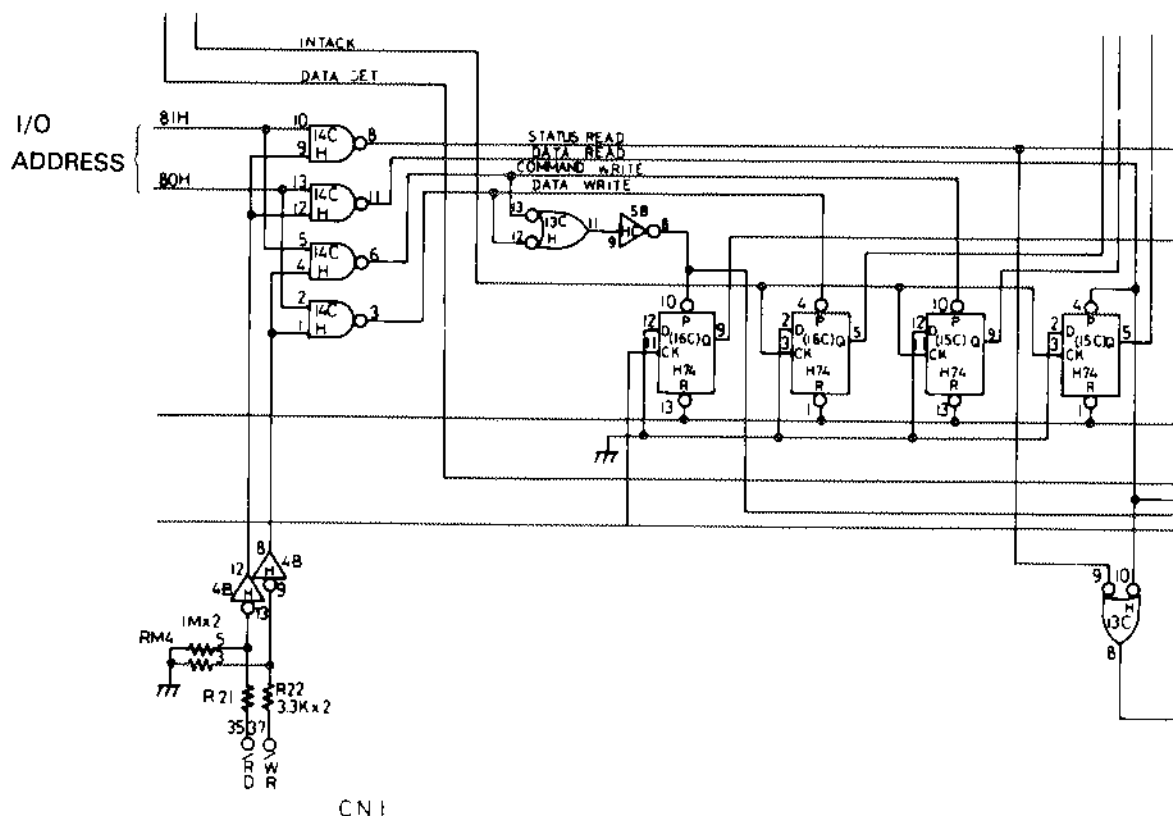 INTACK
DATA SET
I/O
ADDRESS
81H
80H
10 14C 8
9 H
13 14C 11
12 H
5 14C 6
4 H
2 14C 3
1 H
STATUS READ
DATA READ
COMMAND WRITE
DATA WRITE
13 13C 11
12 H
5B
9 H 8
10 P
12 D (16C) Q 9
11 CK
H74
R
13
4 P
2 D (16C) Q 5
3 CK
H74
R
1
10 P
12 D (15C) Q 9
11 CK
H74
R
13
4 P
2 D (15C) Q 5
3 CK
H74
R
1
12 8
4B H H 4B
13 9
9 10
H
13C
8
1M×2
RM4 5
3
R21 R22
3.3K×2
35 37
RD WR
CN1